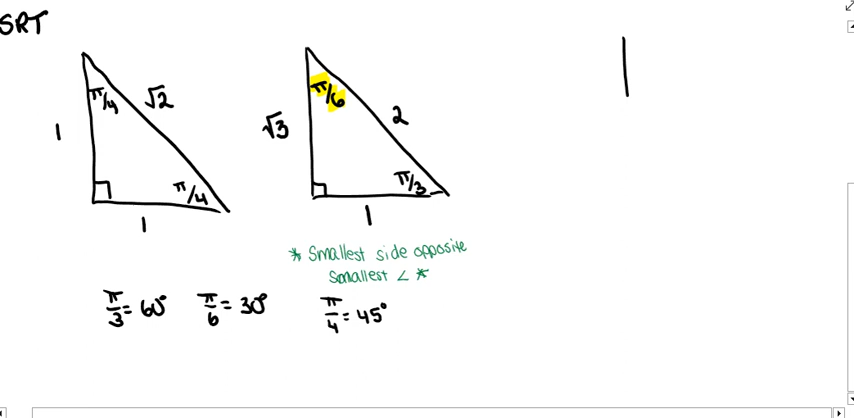 SRT
π/4
√2
1
π/4
1
π/6
√3
2
π/3
1
* Smallest side opposite
Smallest ∠ *
π/3 = 60° π/6 = 30° π/4 = 45°